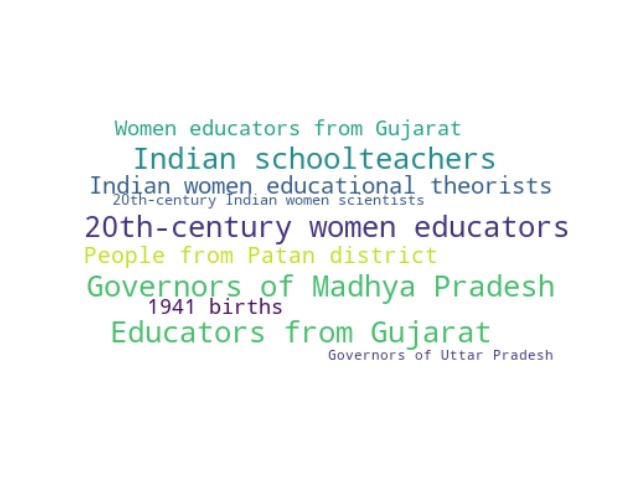 Women educators from Gujarat
Indian schoolteachers
Indian women educational theorists
20th-century Indian women scientists
20th-century women educators
People from Patan district
Governors of Madhya Pradesh
1941 births
Educators from Gujarat
Governors of Uttar Pradesh